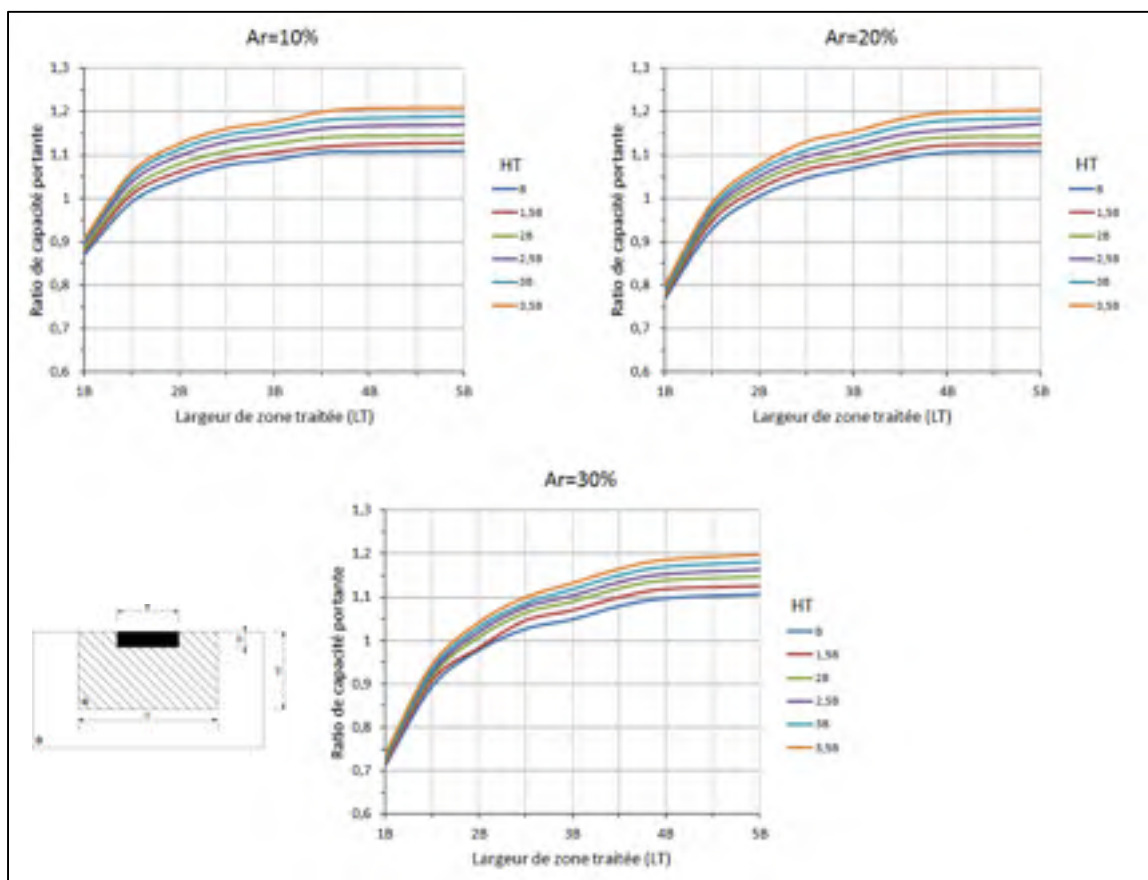 Ar=10%
Ratio de capacité portante
1,3
1,2
1,1
1
0,9
0,8
0,7
0,6
1B 2B 3B 4B 5B
Largeur de zone traitée (LT)
HT
B
1,5B
2B
2,5B
3B
3,5B
Ar=20%
Ratio de capacité portante
1,3
1,2
1,1
1
0,9
0,8
0,7
0,6
1B 2B 3B 4B 5B
Largeur de zone traitée (LT)
HT
B
1,5B
2B
2,5B
3B
3,5B
Ar=30%
Ratio de capacité portante
1,3
1,2
1,1
1
0,9
0,8
0,7
0,6
1B 2B 3B 4B 5B
Largeur de zone traitée (LT)
HT
B
1,5B
2B
2,5B
3B
3,5B